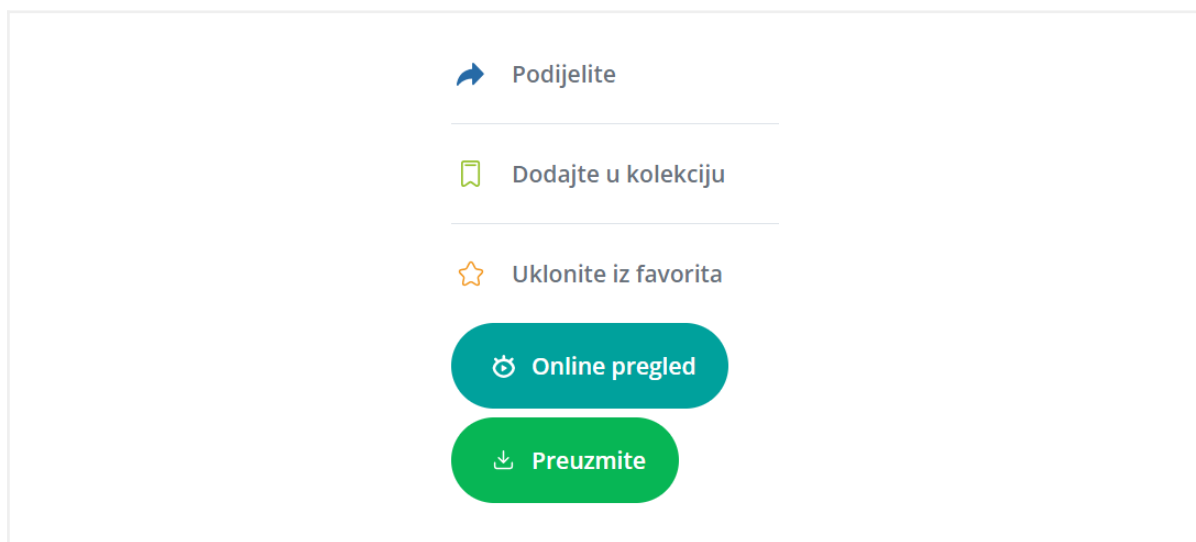 Podijelite
Dodajte u kolekciju
Uklonite iz favorita
Online pregled
Preuzmite